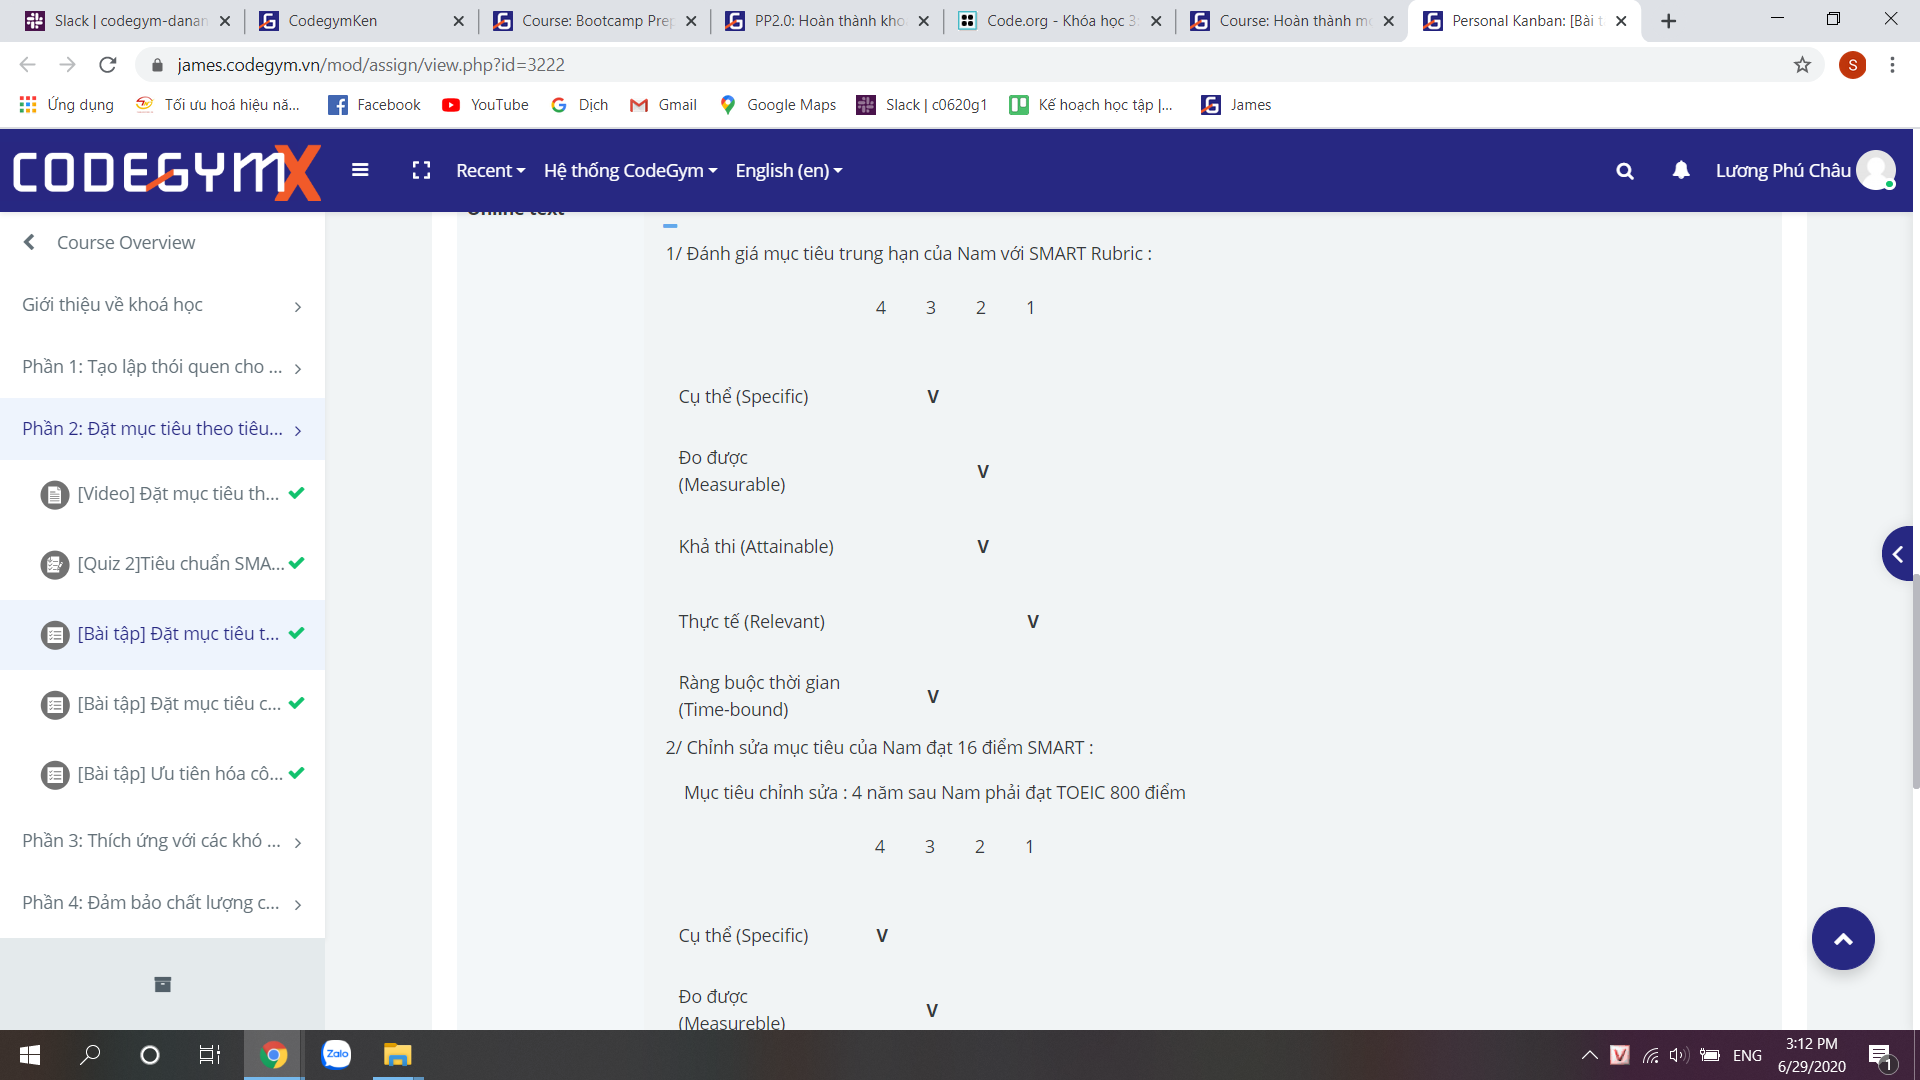 Slack | codegym-danan
CodegymKen
Course: Bootcamp Prep
PP2.0: Hoàn thành kho
Code.org - Khóa học 3:
Course: Hoàn thành mo
Personal Kanban: [Bài t
james.codegym.vn/mod/assign/view.php?id=3222
S
Ứng dụng
Tối ưu hoá hiệu nă...
Facebook
YouTube
Dịch
Gmail
Google Maps
Slack | c0620g1
Kế hoạch học tập |...
James
CODEGYMX
Recent
Hệ thống CodeGym
English (en)
Lương Phú Châu
Online text
Course Overview
Giới thiệu về khoá học
Phần 1: Tạo lập thói quen cho ...
Phần 2: Đặt mục tiêu theo tiêu...
[Video] Đặt mục tiêu th...
[Quiz 2]Tiêu chuẩn SMA...
[Bài tập] Đặt mục tiêu t...
[Bài tập] Đặt mục tiêu c...
[Bài tập] Ưu tiên hóa cô...
Phần 3: Thích ứng với các khó ...
Phần 4: Đảm bảo chất lượng c...
1/ Đánh giá mục tiêu trung hạn của Nam với SMART Rubric :
4 3 2 1
Cụ thể (Specific) V
Đo được
(Measurable) V
Khả thi (Attainable) V
Thực tế (Relevant) V
Ràng buộc thời gian
(Time-bound) V
2/ Chỉnh sửa mục tiêu của Nam đạt 16 điểm SMART :
Mục tiêu chỉnh sửa : 4 năm sau Nam phải đạt TOEIC 800 điểm
4 3 2 1
Cụ thể (Specific) V
Đo được
(Measureble) V
Zalo
V
ENG
3:12 PM
6/29/2020
1